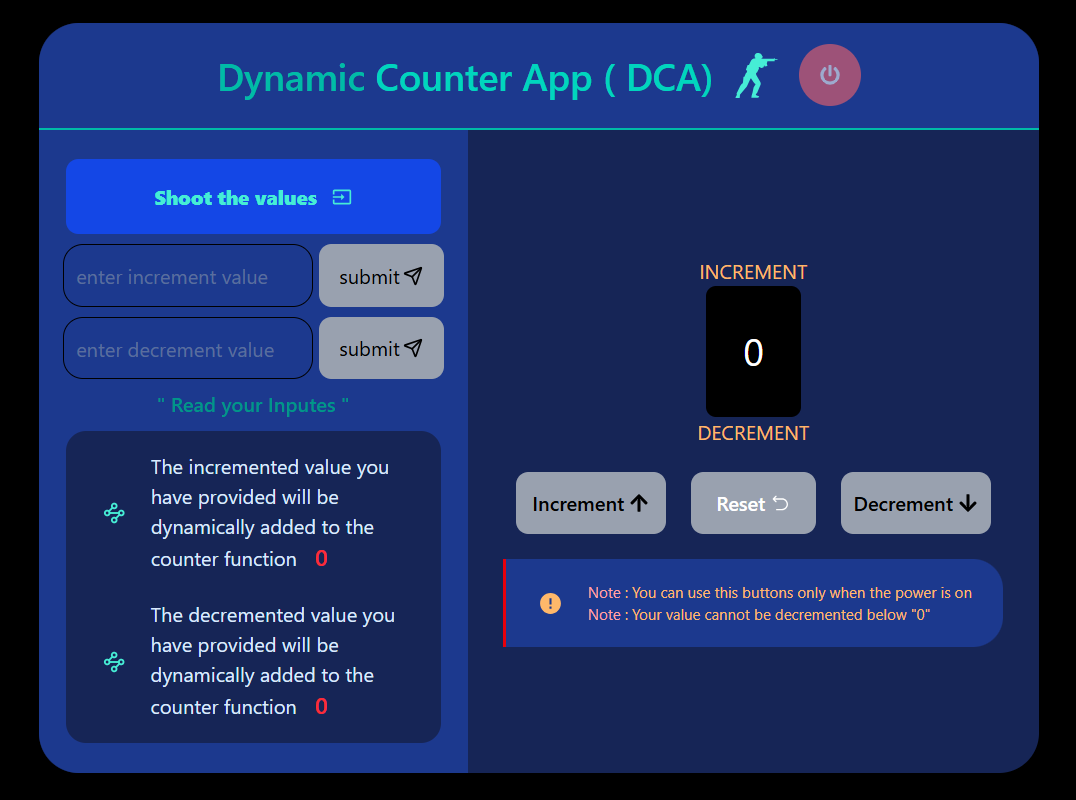 Dynamic Counter App ( DCA)
Shoot the values
enter increment value
submit
enter decrement value
submit
" Read your Inputes "
The incremented value you
have provided will be
dynamically added to the
counter function 0
The decremented value you
have provided will be
dynamically added to the
counter function 0
INCREMENT
0
DECREMENT
Increment
Reset
Decrement
Note : You can use this buttons only when the power is on
Note : Your value cannot be decremented below "0"